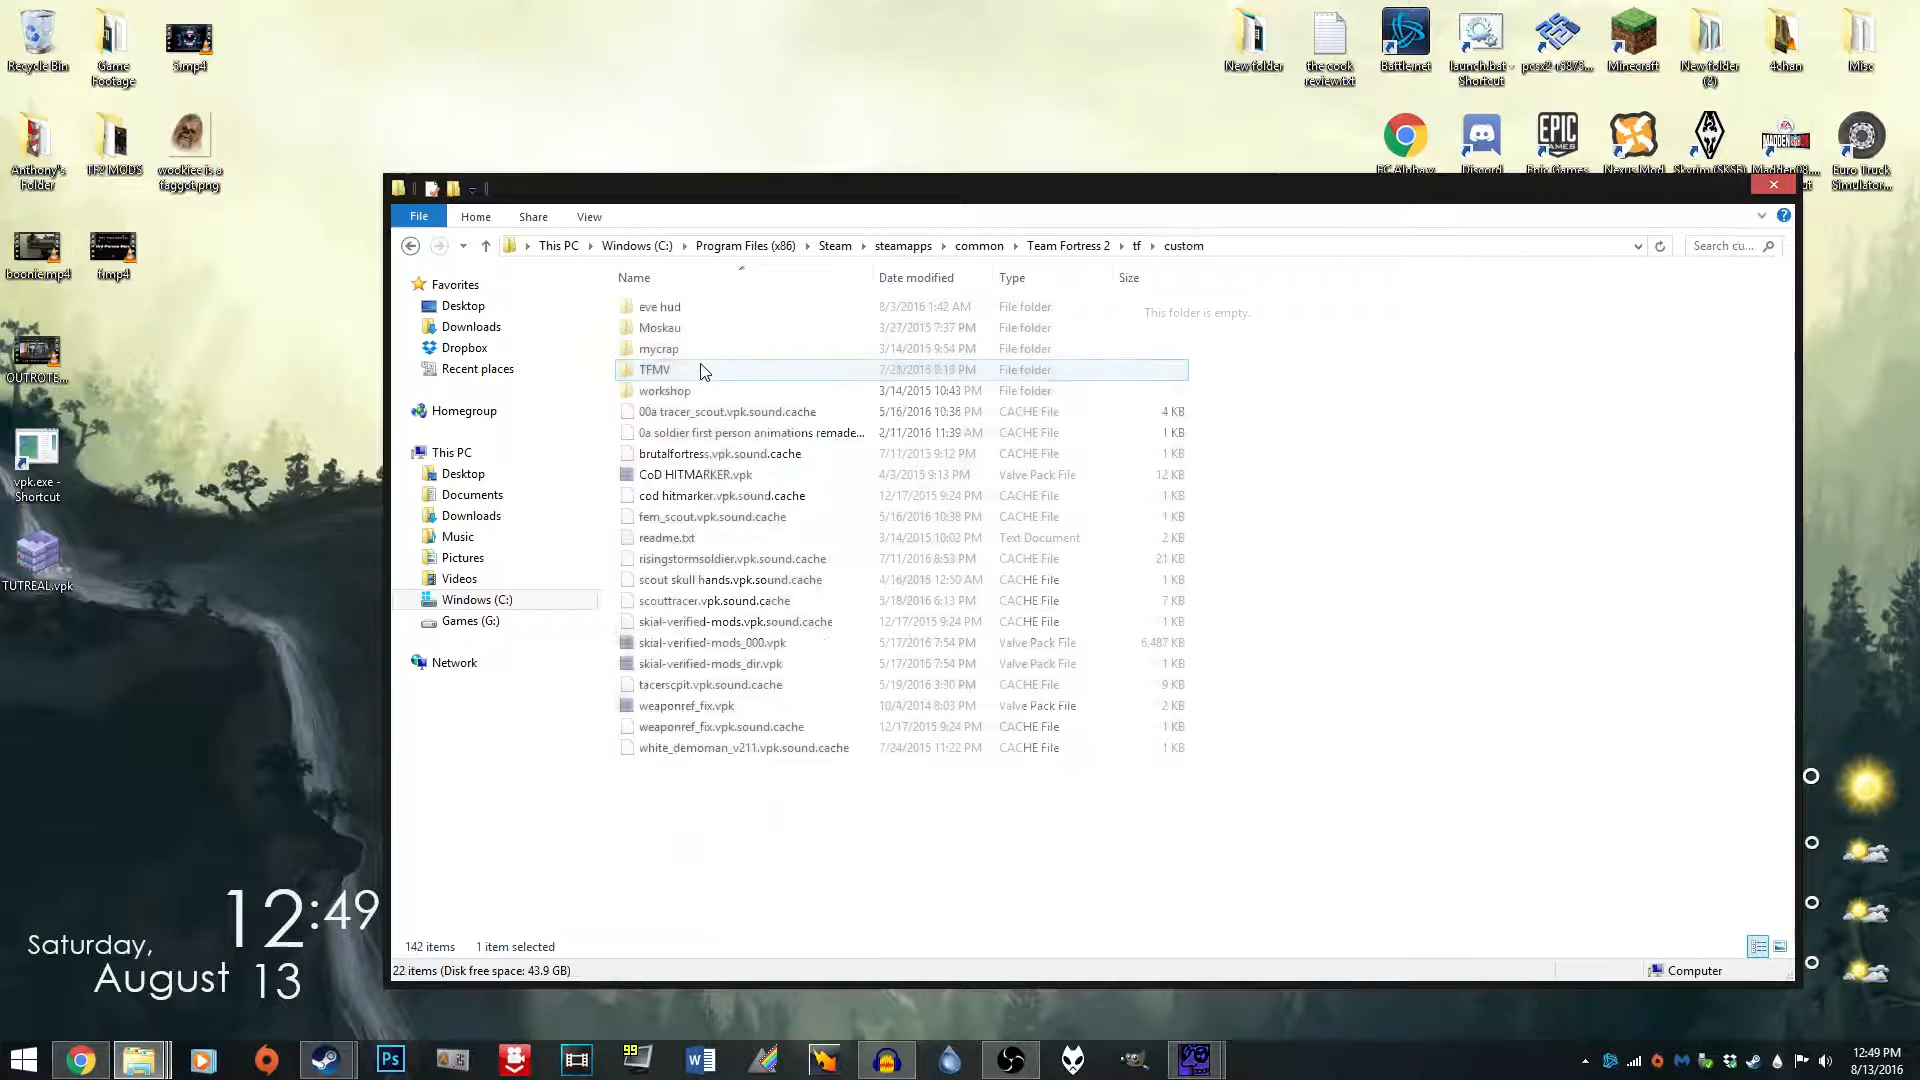 Recycle Bin
Game Footage
5.mp4
New folder
the cook review.txt
Battle.net
launch.bat - Shortcut
pcsx2-r5875...
Minecraft
New folder (2)
4chan
Misc
Anthony's Folder
TF2 MODS
wookiee is a faggot.png
Discord
Epic Games
Nexus Mod
Skyrim (SKSE)
Madden08....
Euro Truck Simulator...
boonie.mp4
f.mp4
OUTROTE...
vpk.exe - Shortcut
TUTREAL.vpk
File Home Share View
This PC Windows (C:) Program Files (x86) Steam steamapps common Team Fortress 2 tf custom
Search cu...
Name Date modified Type Size
This folder is empty.
Favorites
Desktop
Downloads
Dropbox
Recent places
Homegroup
This PC
Desktop
Documents
Downloads
Music
Pictures
Videos
Windows (C:)
Games (G:)
Network
eve hud 8/3/2016 1:42 AM File folder
Moskau 3/27/2015 7:37 PM File folder
mycrap 3/14/2015 9:54 PM File folder
TFMV 7/21/2016 8:15 PM File folder
workshop 3/14/2015 10:43 PM File folder
00a tracer_scout.vpk.sound.cache 5/16/2016 10:36 PM CACHE File 4 KB
0a soldier first person animations remade... 2/11/2016 11:39 AM CACHE File 1 KB
brutalfortress.vpk.sound.cache 7/11/2013 9:12 PM CACHE File 1 KB
CoD HITMARKER.vpk 4/3/2015 9:13 PM Valve Pack File 12 KB
cod hitmarker.vpk.sound.cache 12/17/2015 9:24 PM CACHE File 1 KB
fem_scout.vpk.sound.cache 5/16/2016 10:38 PM CACHE File 1 KB
readme.txt 3/14/2015 10:02 PM Text Document 2 KB
risingstormsoldier.vpk.sound.cache 7/11/2016 8:53 PM CACHE File 21 KB
scout skull hands.vpk.sound.cache 4/16/2016 12:50 AM CACHE File 1 KB
scouttracer.vpk.sound.cache 5/18/2016 6:13 PM CACHE File 7 KB
skial-verified-mods.vpk.sound.cache 12/17/2015 9:24 PM CACHE File 1 KB
skial-verified-mods_000.vpk 5/17/2016 7:54 PM Valve Pack File 6,487 KB
skial-verified-mods_dir.vpk 5/17/2016 7:54 PM Valve Pack File 1 KB
tacerscpit.vpk.sound.cache 5/19/2016 3:30 PM CACHE File 9 KB
weaponref_fix.vpk 10/4/2014 8:03 PM Valve Pack File 2 KB
weaponref_fix.vpk.sound.cache 12/17/2015 9:24 PM CACHE File 1 KB
white_demoman_v211.vpk.sound.cache 7/24/2015 11:22 PM CACHE File 1 KB
142 items 1 item selected
22 items (Disk free space: 43.9 GB)
Computer
12:49
Saturday,
August 13
Ps
99
12:49 PM
8/13/2016